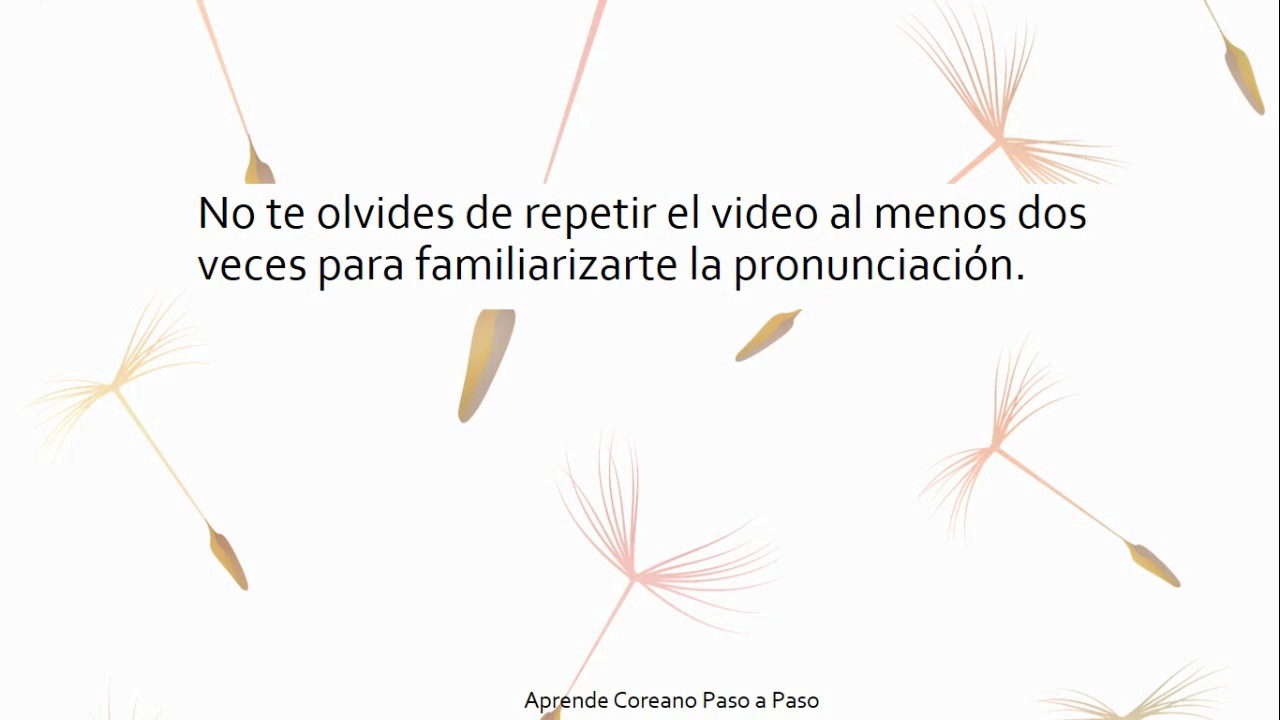 No te olvides de repetir el video al menos dos
veces para familiarizarte la pronunciación.
Aprende Coreano Paso a Paso